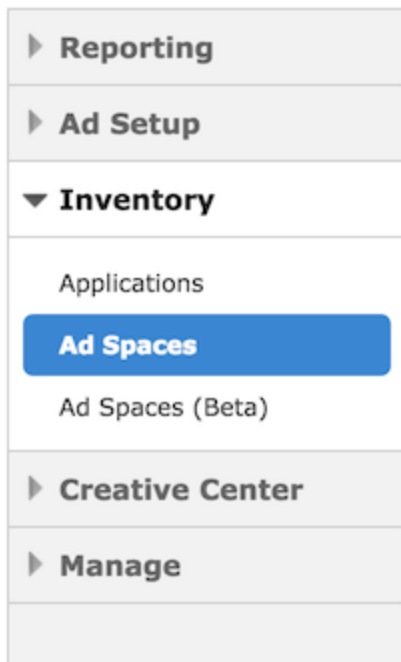 Reporting
Ad Setup
Inventory
Applications
Ad Spaces
Ad Spaces (Beta)
Creative Center
Manage